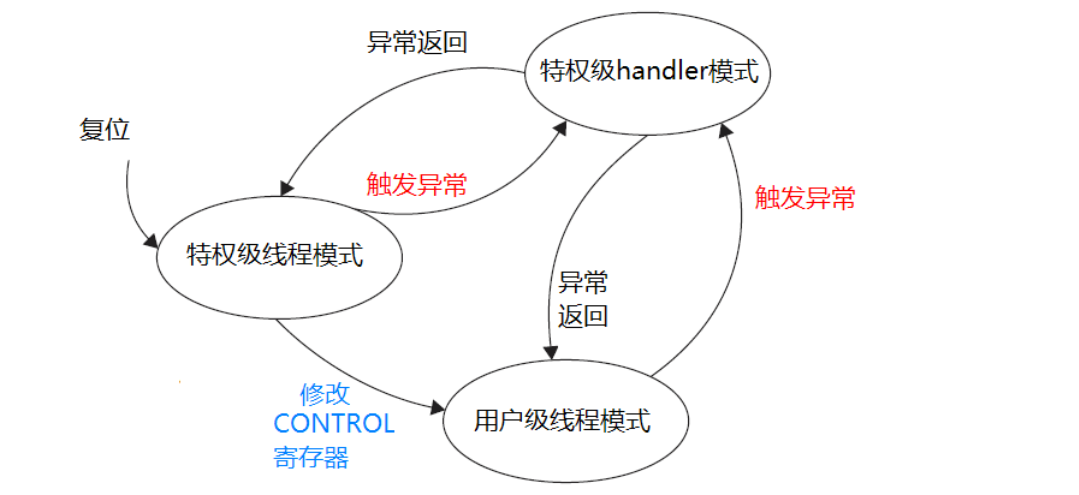 异常返回
特权级handler模式
复位
触发异常
触发异常
特权级线程模式
异常
返回
修改
CONTROL
寄存器
用户级线程模式